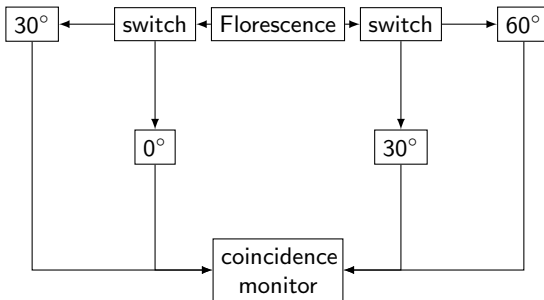 30° switch Florescence switch 60°
0° 30°
coincidence
monitor